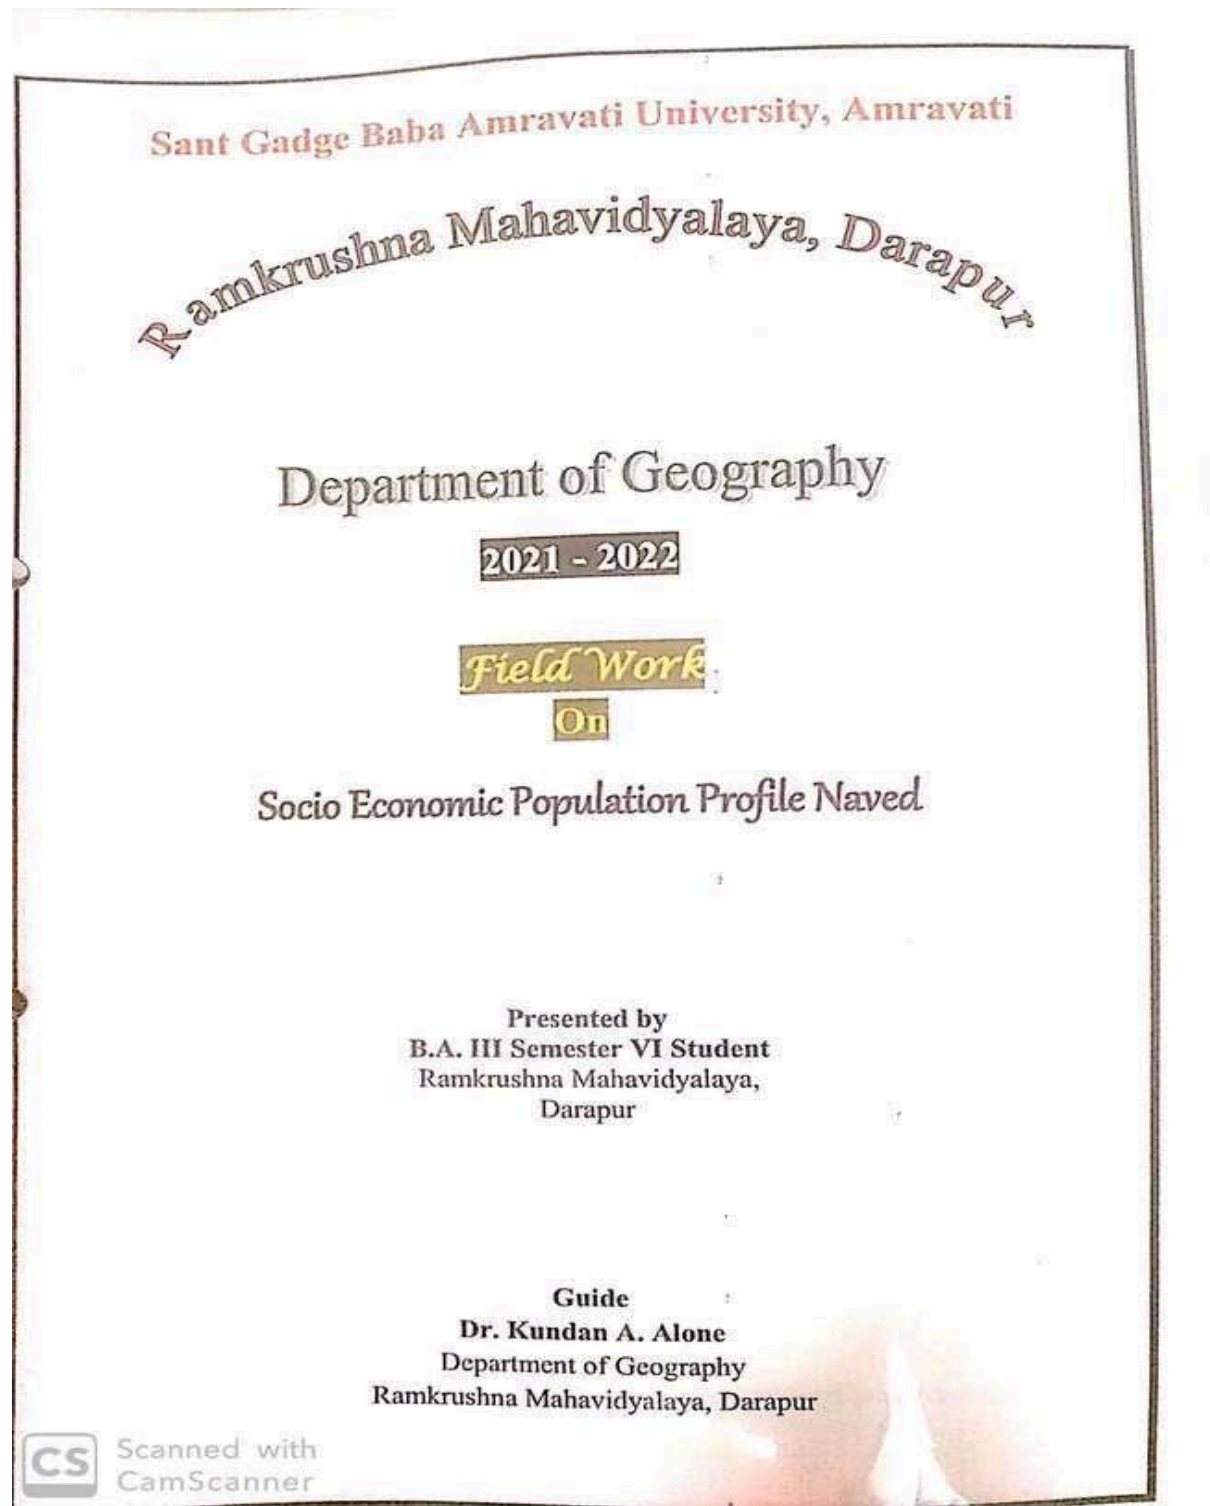 Sant Gadge Baba Amravati University, Amravati
Ramkrushna Mahavidyalaya, Darapur
Department of Geography
2021 - 2022
Field Work
On
Socio Economic Population Profile Naved
Presented by
B.A. III Semester VI Student
Ramkrushna Mahavidyalaya,
Darapur
Guide
Dr. Kundan A. Alone
Department of Geography
Ramkrushna Mahavidyalaya, Darapur
CS
Scanned with
CamScanner